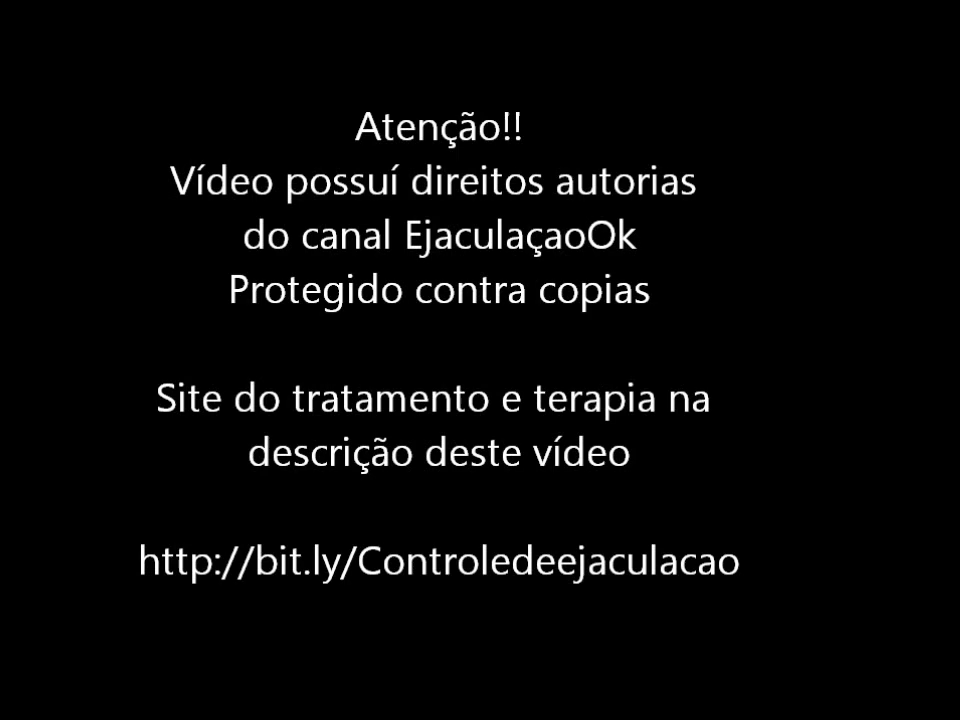 Atenção!!
Vídeo possuí direitos autorias
do canal EjaculaçaoOk
Protegido contra copias
Site do tratamento e terapia na
descrição deste vídeo
http://bit.ly/Controledeejaculacao